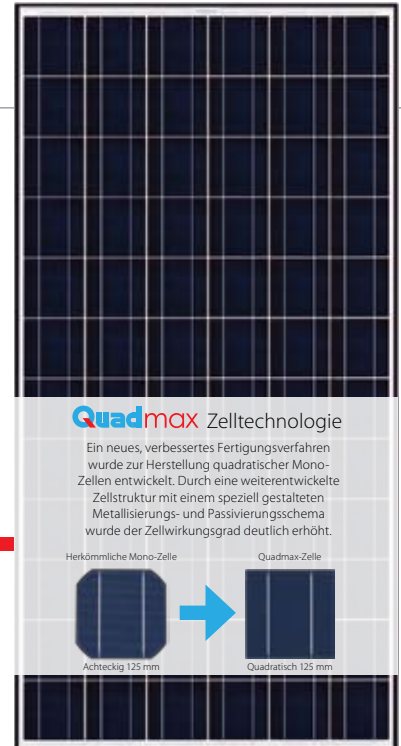 Quadmax Zelltechnologie
Ein neues, verbessertes Fertigungsverfahren
wurde zur Herstellung quadratischer Mono-
Zellen entwickelt. Durch eine weiterentwickelte
Zellstruktur mit einem speziell gestalteten
Metallisierungs- und Passivierungsschema
wurde der Zellwirkungsgrad deutlich erhöht.
Herkömmliche Mono-Zelle
Quadmax-Zelle
Achteckig 125 mm
Quadratisch 125 mm